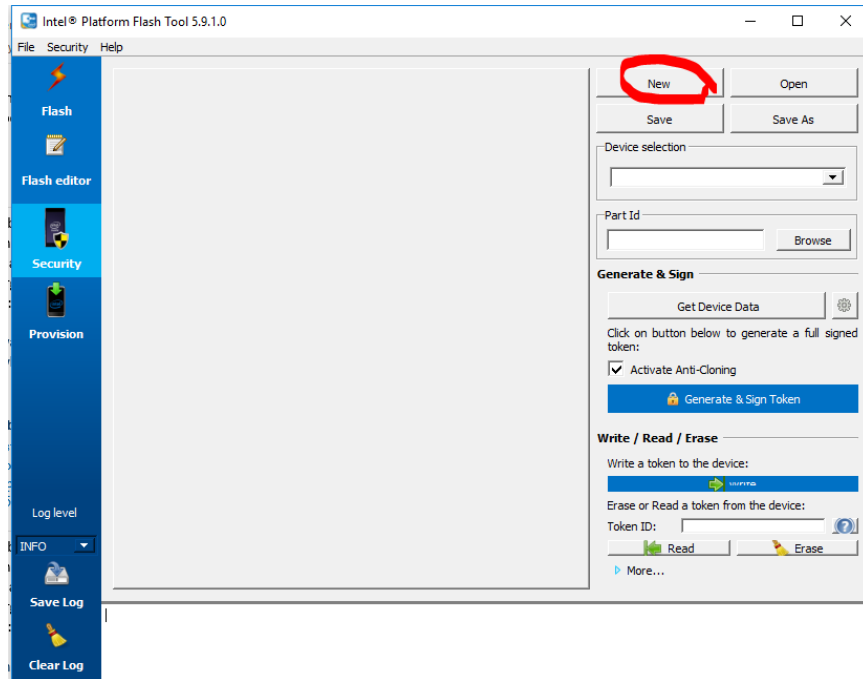 Intel® Platform Flash Tool 5.9.1.0
File Security Help
Flash
Flash editor
Security
Provision
Log level
INFO
Save Log
Clear Log
New Open
Save Save As
Device selection
Part Id
Browse
Generate & Sign
Get Device Data
Click on button below to generate a full signed
token:
Activate Anti-Cloning
Generate & Sign Token
Write / Read / Erase
Write a token to the device:
Erase or Read a token from the device:
Token ID:
Read Erase
More...